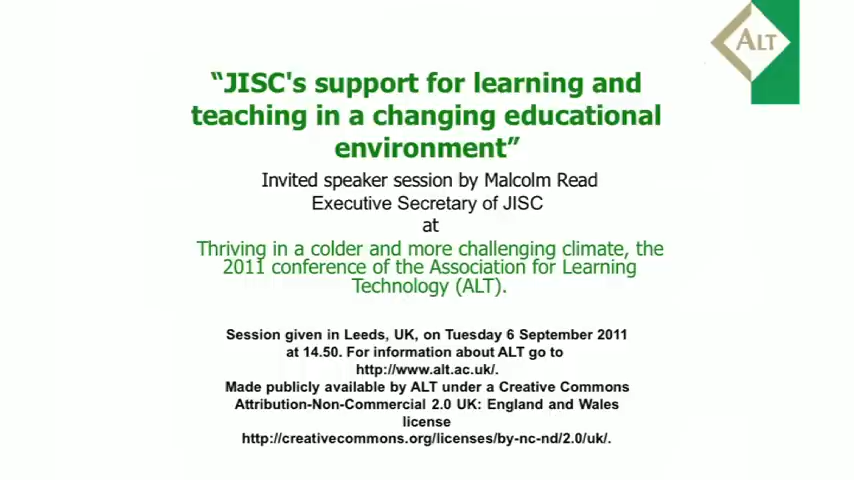 ALT
“JISC's support for learning and
teaching in a changing educational
environment”
Invited speaker session by Malcolm Read
Executive Secretary of JISC
at
Thriving in a colder and more challenging climate, the
2011 conference of the Association for Learning
Technology (ALT).
Session given in Leeds, UK, on Tuesday 6 September 2011
at 14.50. For information about ALT go to
http://www.alt.ac.uk/.
Made publicly available by ALT under a Creative Commons
Attribution-Non-Commercial 2.0 UK: England and Wales
license
http://creativecommons.org/licenses/by-nc-nd/2.0/uk/.